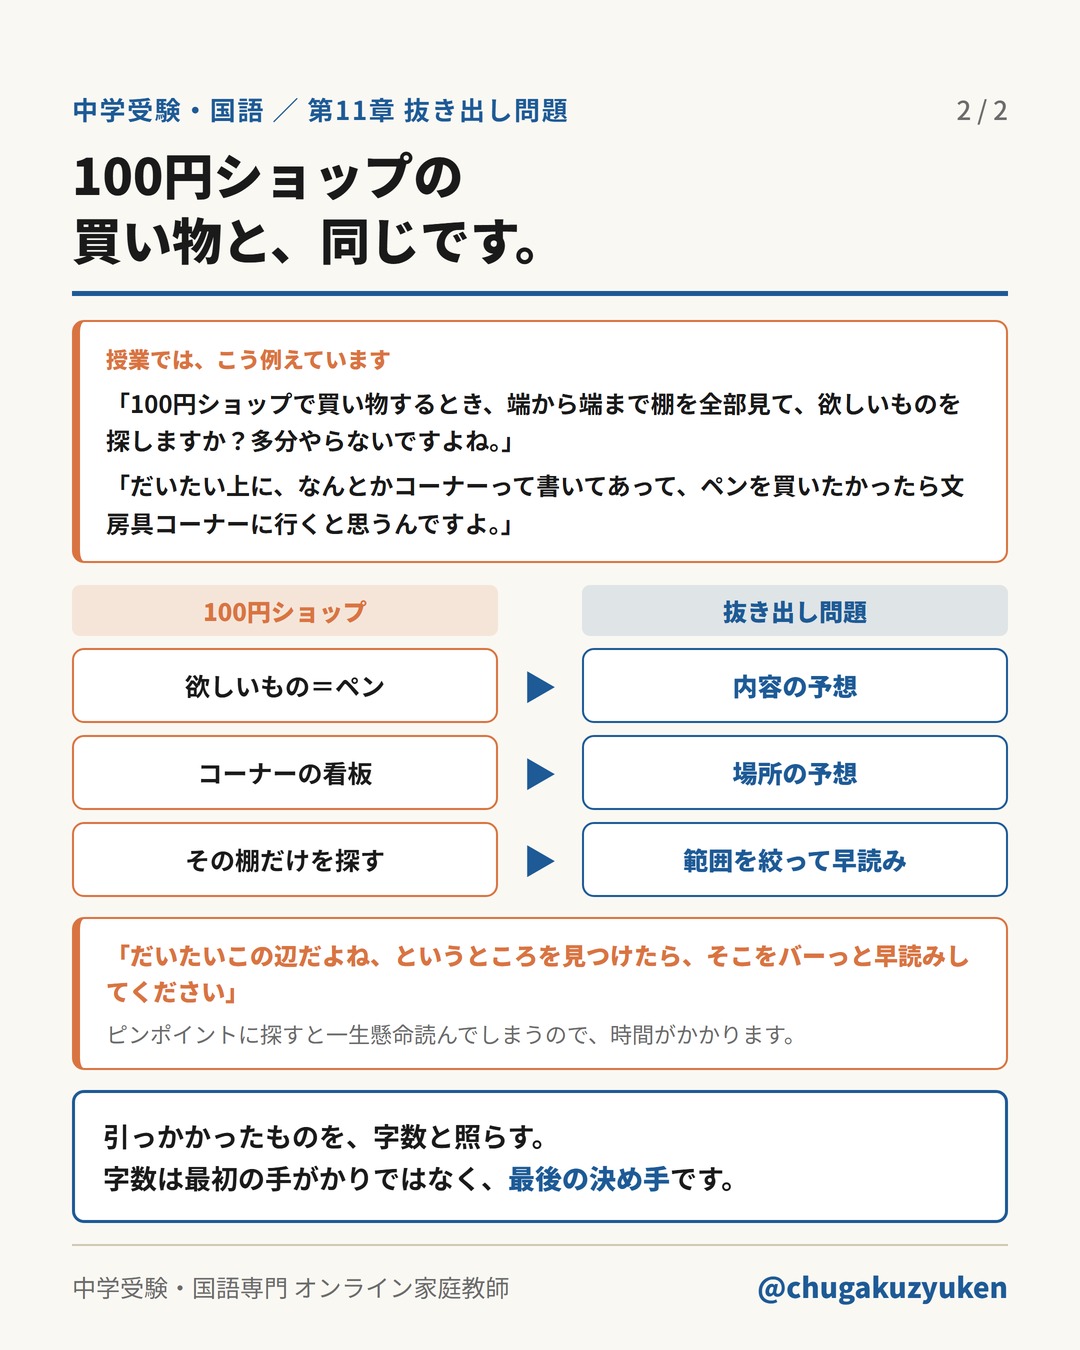 中学受験・国語 ／ 第11章 抜き出し問題
2 / 2
100円ショップの
買い物と、同じです。
授業では、こう例えています
「100円ショップで買い物するとき、端から端まで棚を全部見て、欲しいものを
探しますか？多分やらないですよね。」
「だいたい上に、なんとかコーナーって書いてあって、ペンを買いたかったら文
房具コーナーに行くと思うんですよ。」
100円ショップ
抜き出し問題
欲しいもの＝ペン
内容の予想
コーナーの看板
場所の予想
その棚だけを探す
範囲を絞って早読み
「だいたいこの辺だよね、というところを見つけたら、そこをバーっと早読みし
てください」
ピンポイントに探すと一生懸命読んでしまうので、時間がかかります。
引っかかったものを、字数と照らす。
字数は最初の手がかりではなく、最後の決め手です。
中学受験・国語専門 オンライン家庭教師
@chugakuzyuken